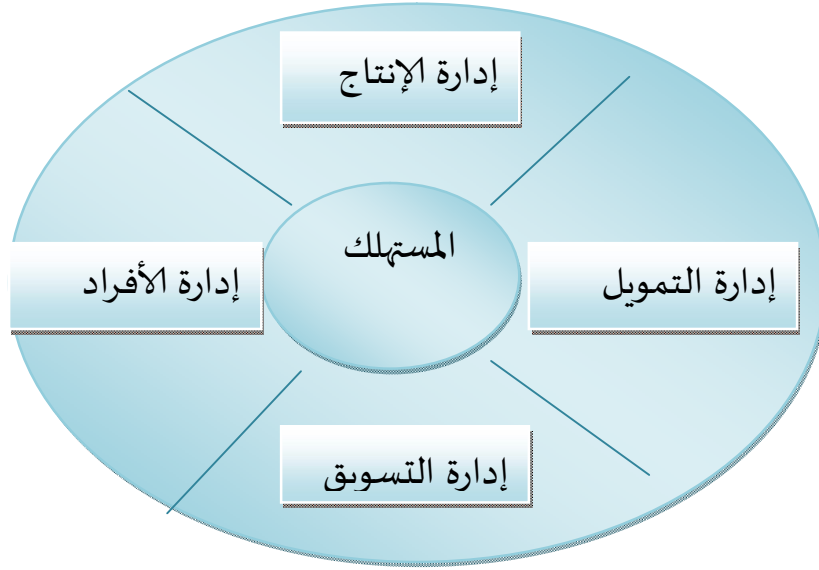 إدارة الإنتاج
المستهلك
إدارة التمويل
إدارة الأفراد
إدارة التسويق